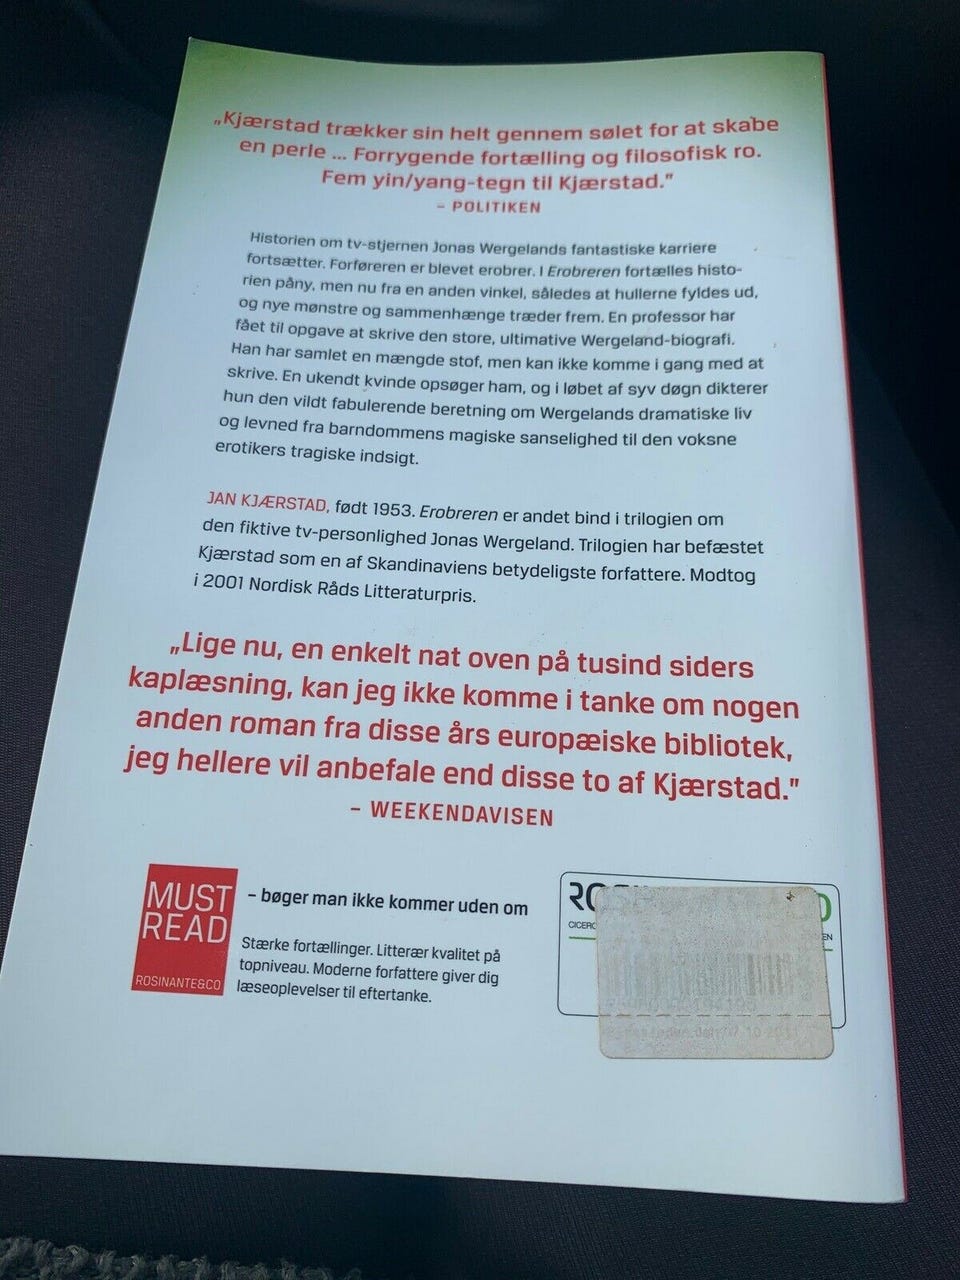 „Kjærstad trækker sin helt gennem sølet for at skabe
en perle ... Forrygende fortælling og filosofisk ro.
Fem yin/yang-tegn til Kjærstad.”
– POLITIKEN
Historien om tv-stjernen Jonas Wergelands fantastiske karriere
fortsætter. Forføreren er blevet erobrer. I Erobreren fortælles histo-
rien påny, men nu fra en anden vinkel, således at hullerne fyldes ud,
og nye mønstre og sammenhænge træder frem. En professor har
fået til opgave at skrive den store, ultimative Wergeland-biografi.
Han har samlet en mængde stof, men kan ikke komme i gang med at
skrive. En ukendt kvinde opsøger ham, og i løbet af syv døgn dikterer
hun den vildt fabulerende beretning om Wergelands dramatiske liv
og levned fra barndommens magiske sanselighed til den voksne
erotikers tragiske indsigt.
JAN KJÆRSTAD, født 1953. Erobreren er andet bind i trilogien om
den fiktive tv-personlighed Jonas Wergeland. Trilogien har befæstet
Kjærstad som en af Skandinaviens betydeligste forfattere. Modtog
i 2001 Nordisk Råds Litteraturpris.
„Lige nu, en enkelt nat oven på tusind siders
kaplæsning, kan jeg ikke komme i tanke om nogen
anden roman fra disse års europæiske bibliotek,
jeg hellere vil anbefale end disse to af Kjærstad.”
– WEEKENDAVISEN
MUST
READ
ROSINANTE&CO
– bøger man ikke kommer uden om
Stærke fortællinger. Litterær kvalitet på
topniveau. Moderne forfattere giver dig
læseoplevelser til eftertanke.